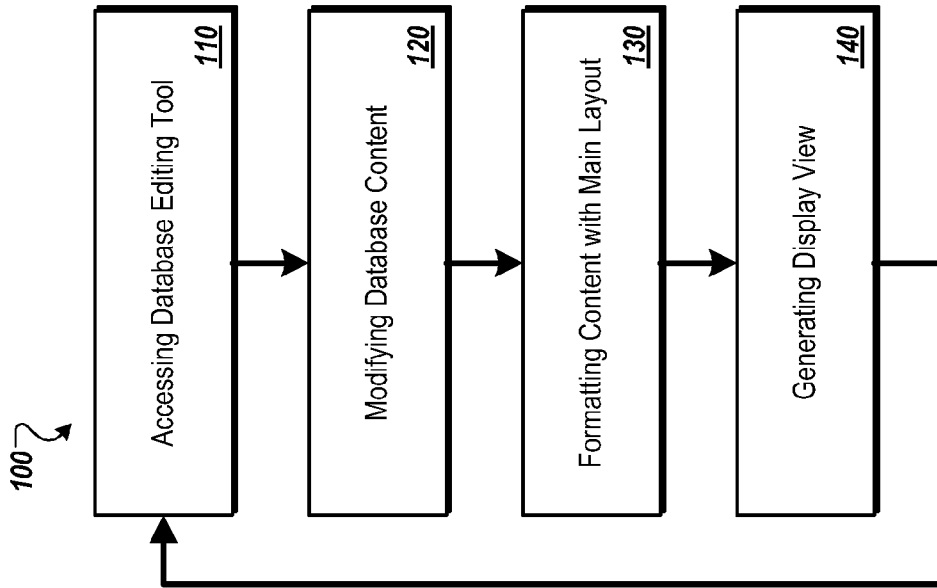 100
Accessing Database Editing Tool
110
Modifying Database Content
120
Formatting Content with Main Layout
130
Generating Display View
140